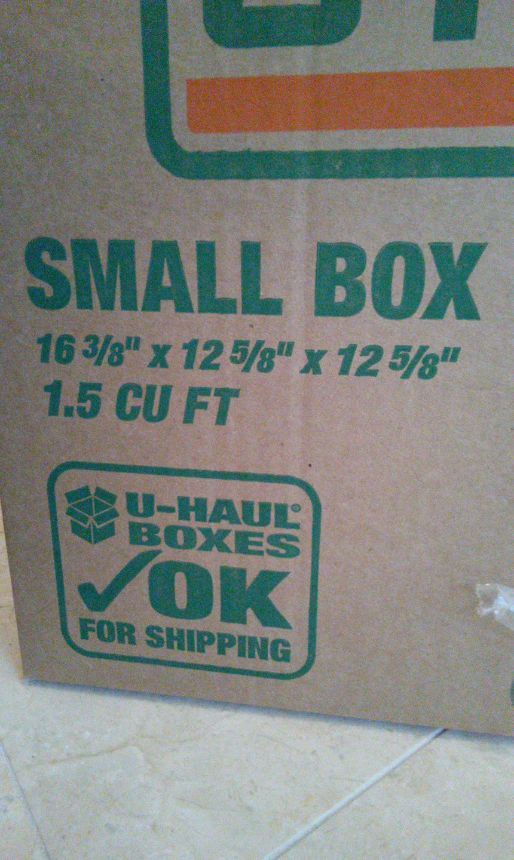 SMALL BOX
16 3/8" x 12 5/8" x 12 5/8"
1.5 CU FT
U-HAUL®
BOXES
✓OK
FOR SHIPPING